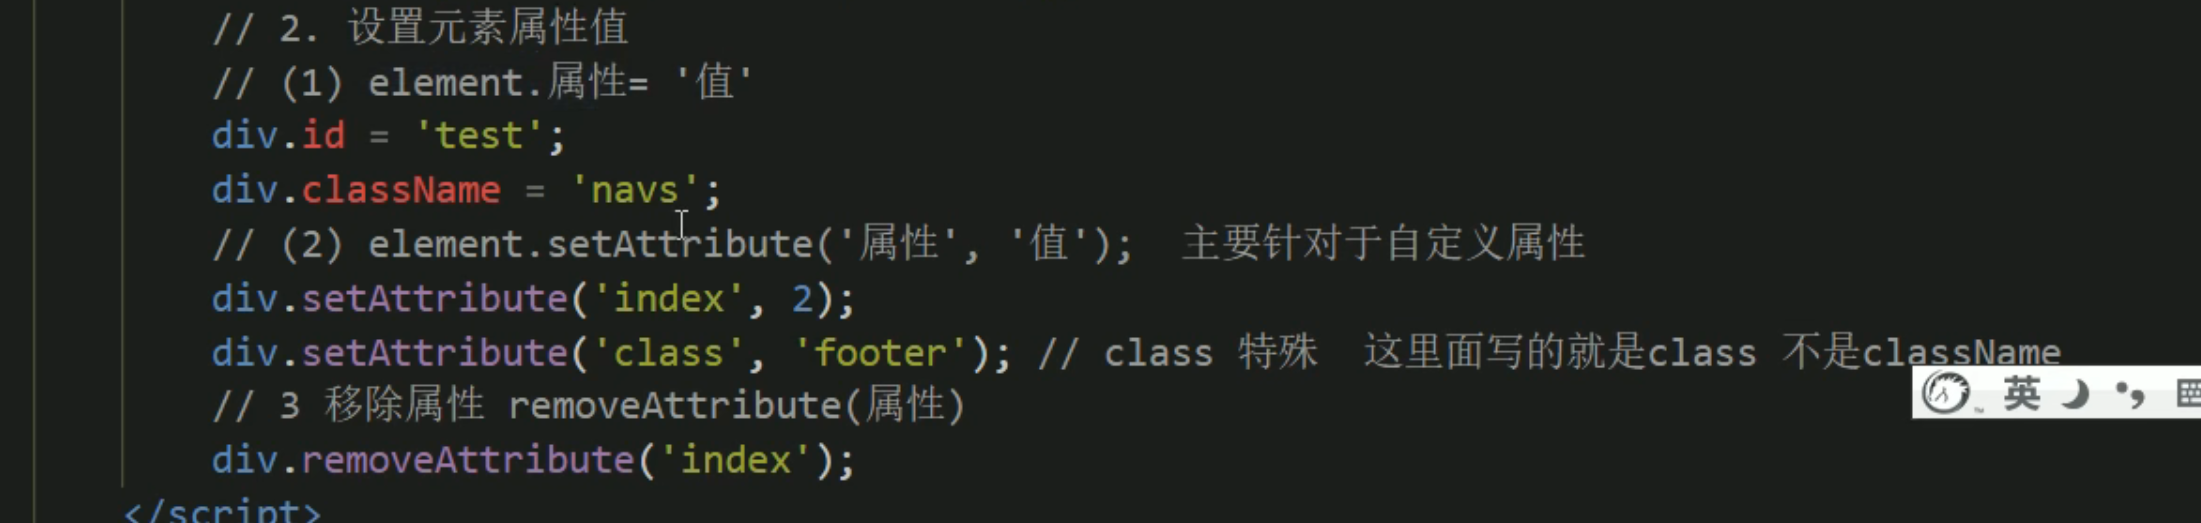 // 2. 设置元素属性值
// (1) element.属性= '值'
div.id = 'test';
div.className = 'navs';
// (2) element.setAttribute('属性', '值');  主要针对于自定义属性
div.setAttribute('index', 2);
div.setAttribute('class', 'footer'); // class 特殊  这里面写的就是class 不是className
英
// 3 移除属性 removeAttribute(属性)
div.removeAttribute('index');
</script>